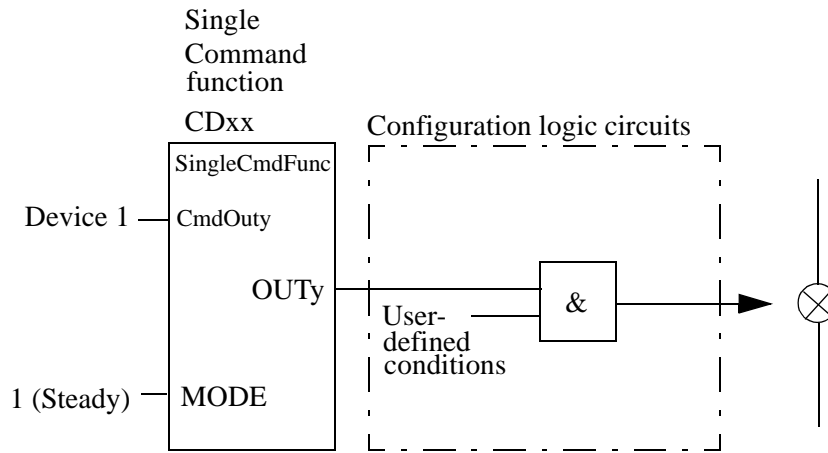 Single
Command
function
CDxx
Configuration logic circuits
SingleCmdFunc
Device 1
CmdOuty
OUTy
&
User-
defined
conditions
1 (Steady)
MODE